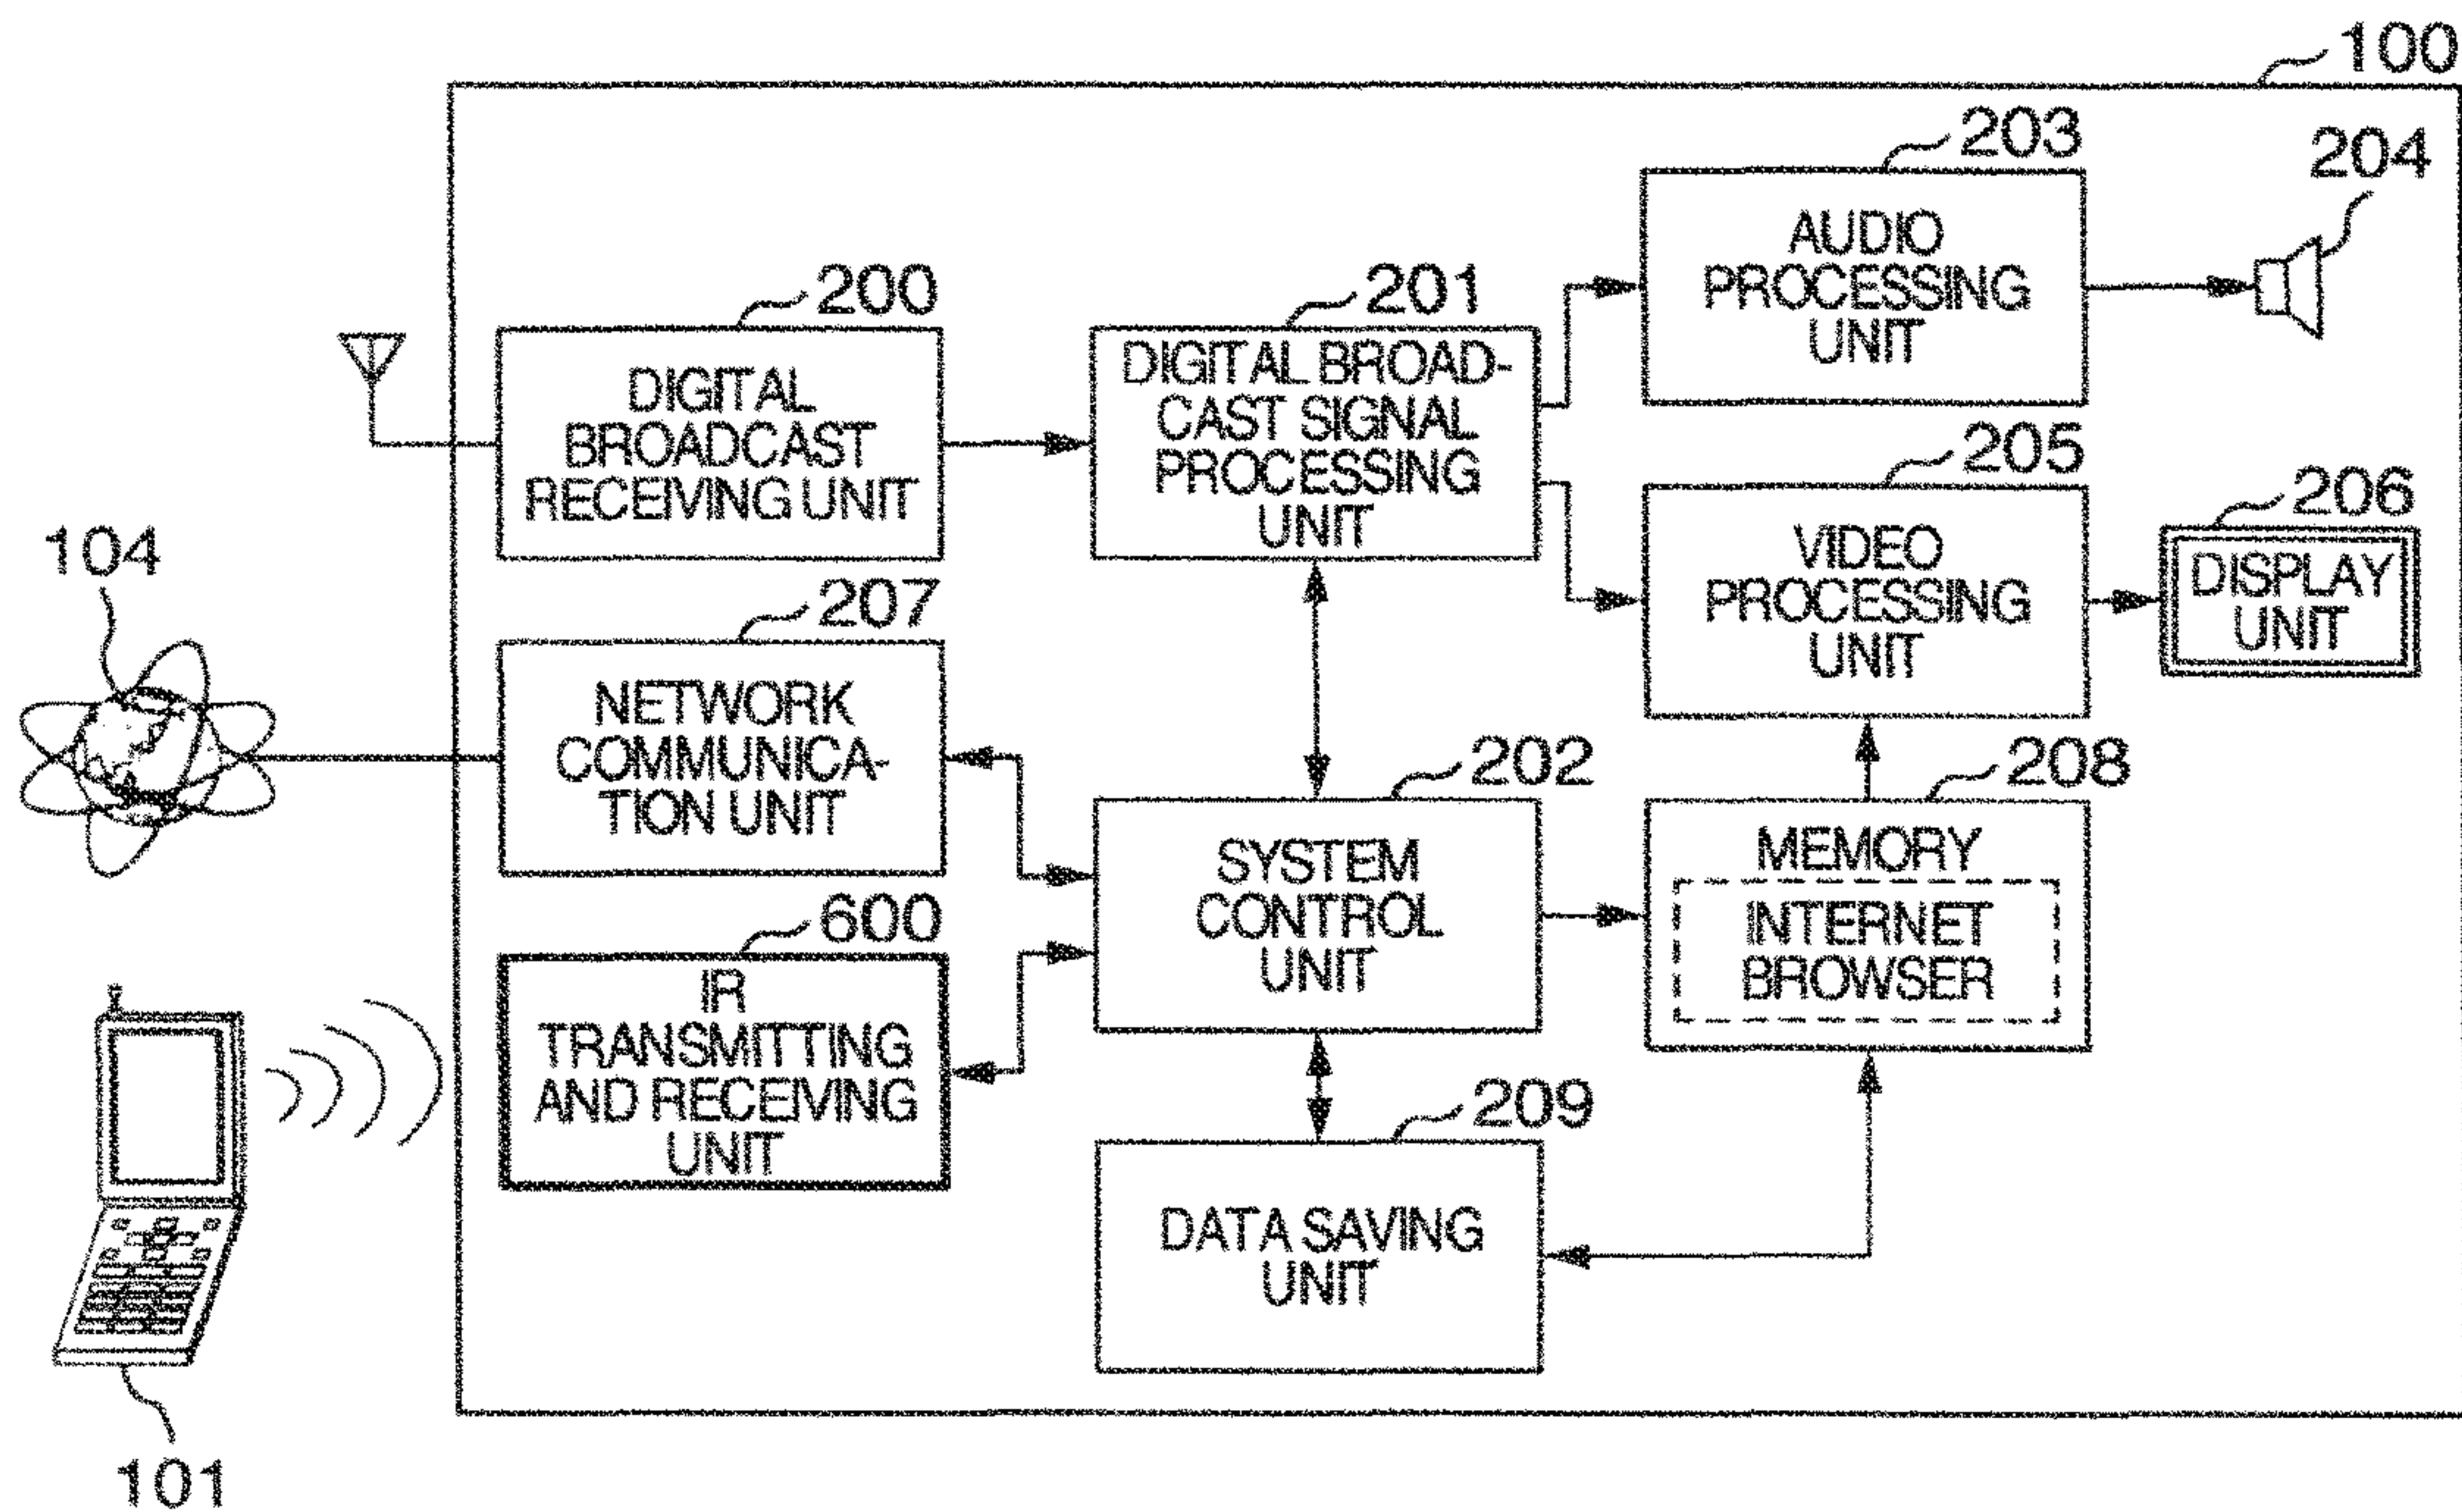 100
203
204
AUDIO
PROCESSING
UNIT
200
201
DIGITAL
BROADCAST
RECEIVING UNIT
DIGITAL BROAD-
CAST SIGNAL
PROCESSING
UNIT
205
206
VIDEO
PROCESSING
UNIT
DISPLAY
UNIT
104
207
NETWORK
COMMUNICA-
TION UNIT
202
208
SYSTEM
CONTROL
UNIT
MEMORY
INTERNET
BROWSER
600
IR
TRANSMITTING
AND RECEIVING
UNIT
209
DATA SAVING
UNIT
101